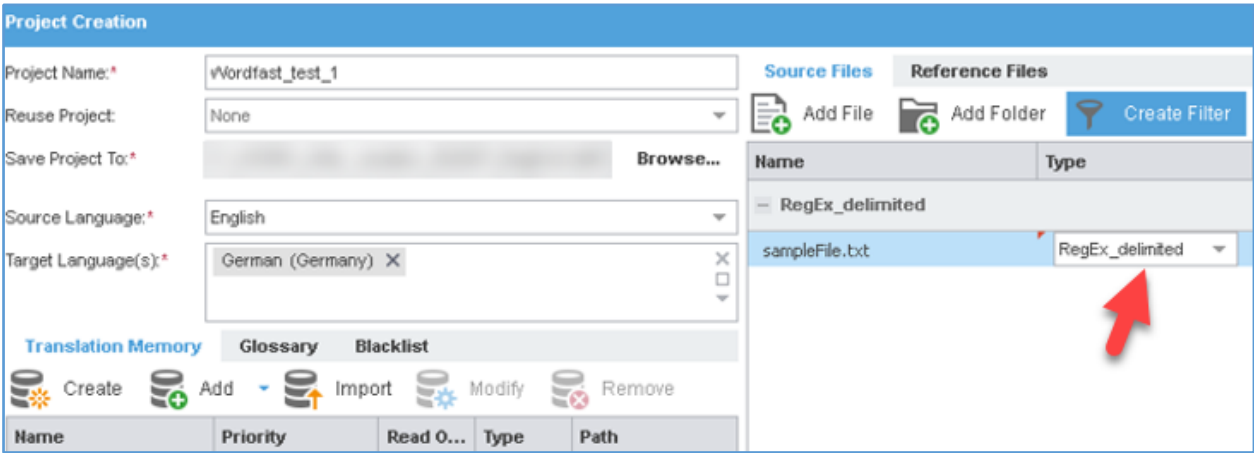 Project Creation
Project Name:* Wordfast_test_1
Reuse Project: None
Save Project To:* Browse...
Source Language:* English
Target Language(s):* German (Germany)
Translation Memory Glossary Blacklist
Create Add Import Modify Remove
Name Priority Read O... Type Path
Source Files Reference Files
Add File Add Folder Create Filter
Name Type
RegEx_delimited
sampleFile.txt RegEx_delimited